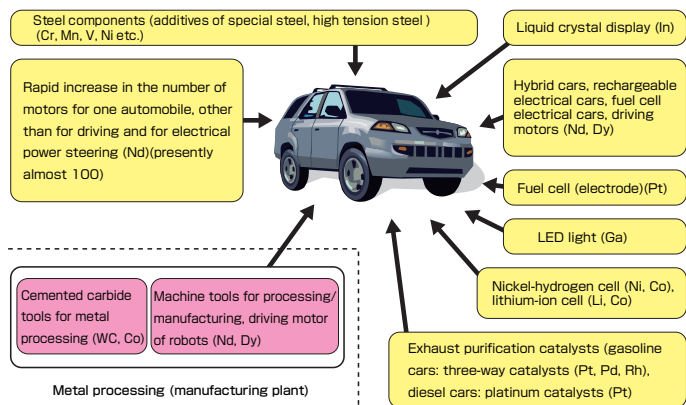 Steel components (additives of special steel, high tension steel )
(Cr, Mn, V, Ni etc.)
Liquid crystal display (In)
Rapid increase in the number of
motors for one automobile, other
than for driving and for electrical
power steering (Nd)(presently
almost 100)
Hybrid cars, rechargeable
electrical cars, fuel cell
electrical cars, driving
motors (Nd, Dy)
Fuel cell (electrode)(Pt)
LED light (Ga)
Nickel-hydrogen cell (Ni, Co),
lithium-ion cell (Li, Co)
Cemented carbide
tools for metal
processing (WC, Co)
Machine tools for processing/
manufacturing, driving motor
of robots (Nd, Dy)
Metal processing (manufacturing plant)
Exhaust purification catalysts (gasoline
cars: three-way catalysts (Pt, Pd, Rh),
diesel cars: platinum catalysts (Pt)